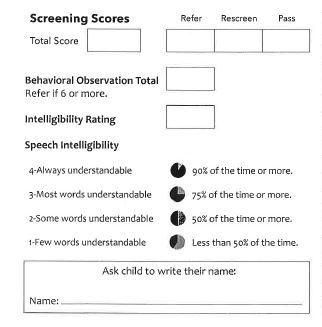 Screening Scores Refer Rescreen Pass
Total Score
Behavioral Observation Total
Refer if 6 or more.
Intelligibility Rating
Speech Intelligibility
4-Always understandable 90% of the time or more.
3-Most words understandable 75% of the time or more.
2-Some words understandable 50% of the time or more.
1-Few words understandable Less than 50% of the time.
Ask child to write their name:
Name: